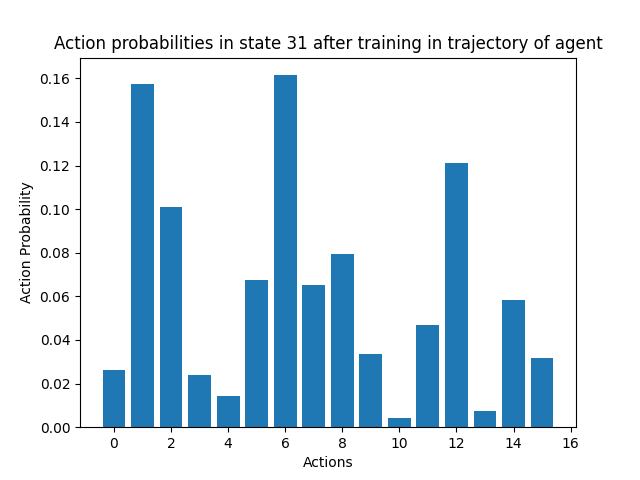 Action probabilities in state 31 after training in trajectory of agent
0.16
0.14
0.12
0.10
0.08
0.06
0.04
0.02
0.00
Action Probability
0 2 4 6 8 10 12 14 16
Actions